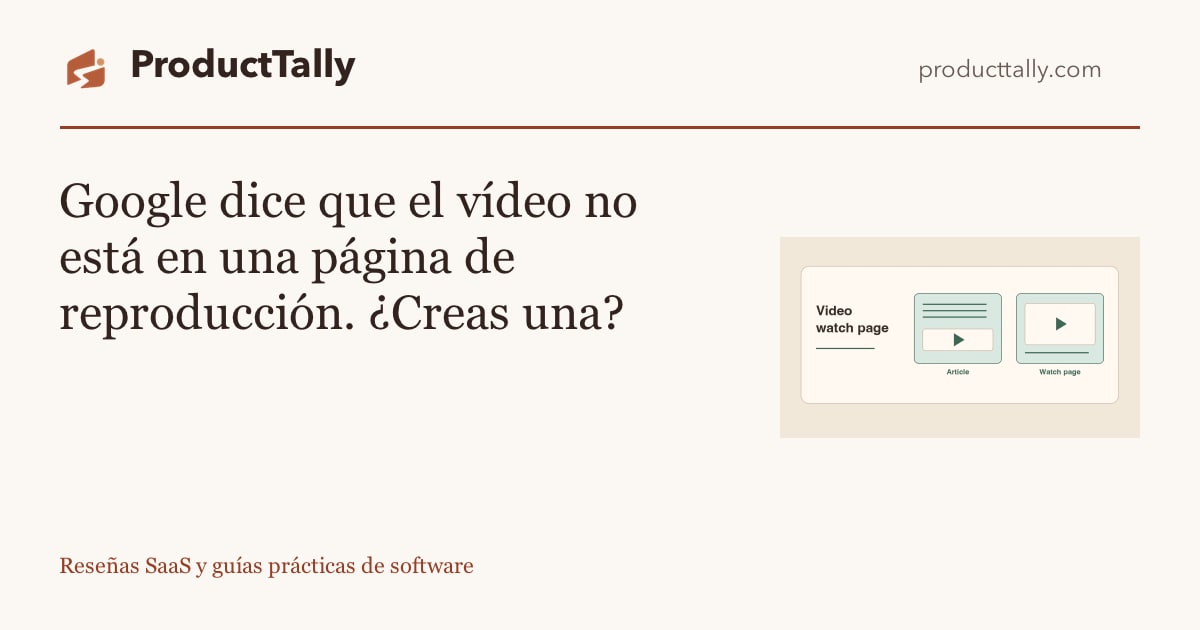 ProductTally
producttally.com
Google dice que el vídeo no
está en una página de
reproducción. ¿Creas una?
Video
watch page
Article
Watch page
Reseñas SaaS y guías prácticas de software